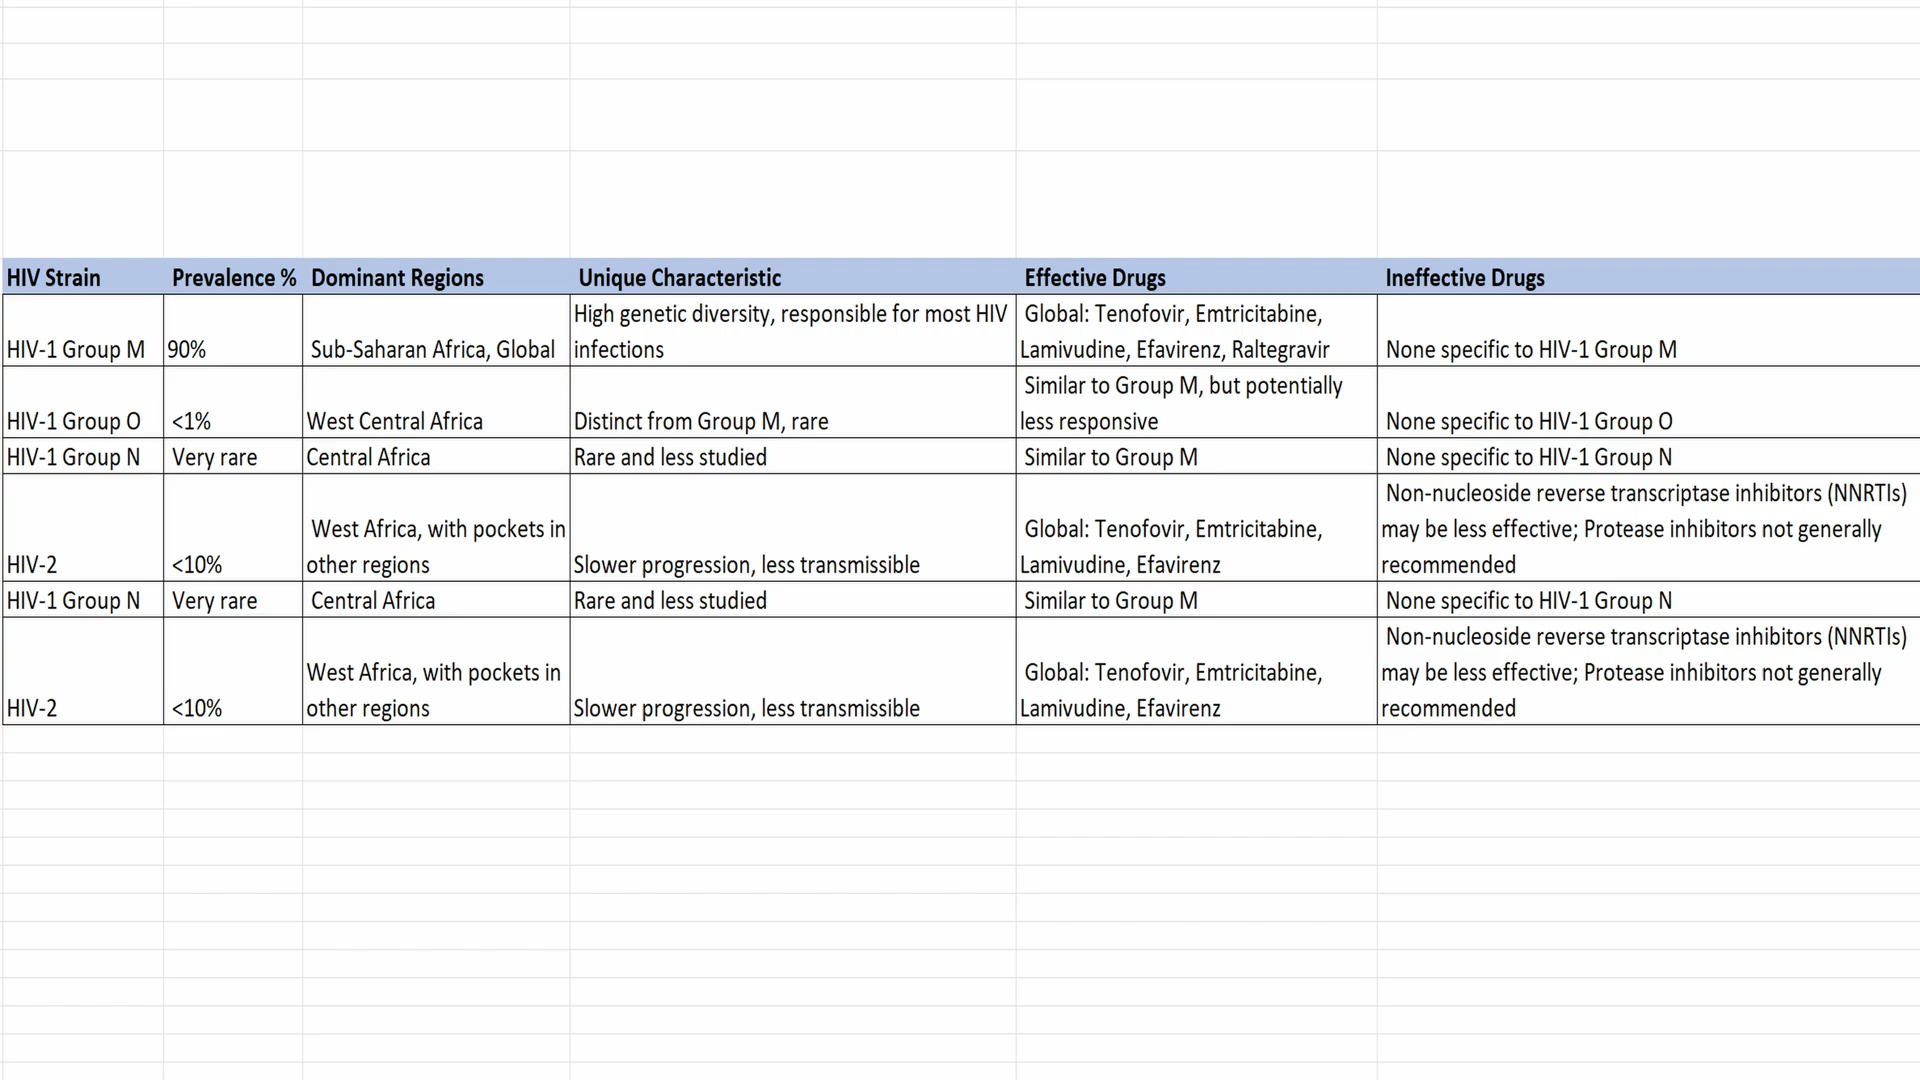 HIV Strain Prevalence % Dominant Regions Unique Characteristic Effective Drugs Ineffective Drugs
HIV-1 Group M 90% Sub-Saharan Africa, Global High genetic diversity, responsible for most HIV
infections Global: Tenofovir, Emtricitabine,
Lamivudine, Efavirenz, Raltegravir None specific to HIV-1 Group M
HIV-1 Group O <1% West Central Africa Distinct from Group M, rare Similar to Group M, but potentially
less responsive None specific to HIV-1 Group O
HIV-1 Group N Very rare Central Africa Rare and less studied Similar to Group M None specific to HIV-1 Group N
HIV-2 <10% West Africa, with pockets in
other regions Slower progression, less transmissible Global: Tenofovir, Emtricitabine,
Lamivudine, Efavirenz Non-nucleoside reverse transcriptase inhibitors (NNRTIs)
may be less effective; Protease inhibitors not generally
recommended
HIV-1 Group N Very rare Central Africa Rare and less studied Similar to Group M None specific to HIV-1 Group N
HIV-2 <10% West Africa, with pockets in
other regions Slower progression, less transmissible Global: Tenofovir, Emtricitabine,
Lamivudine, Efavirenz Non-nucleoside reverse transcriptase inhibitors (NNRTIs)
may be less effective; Protease inhibitors not generally
recommended